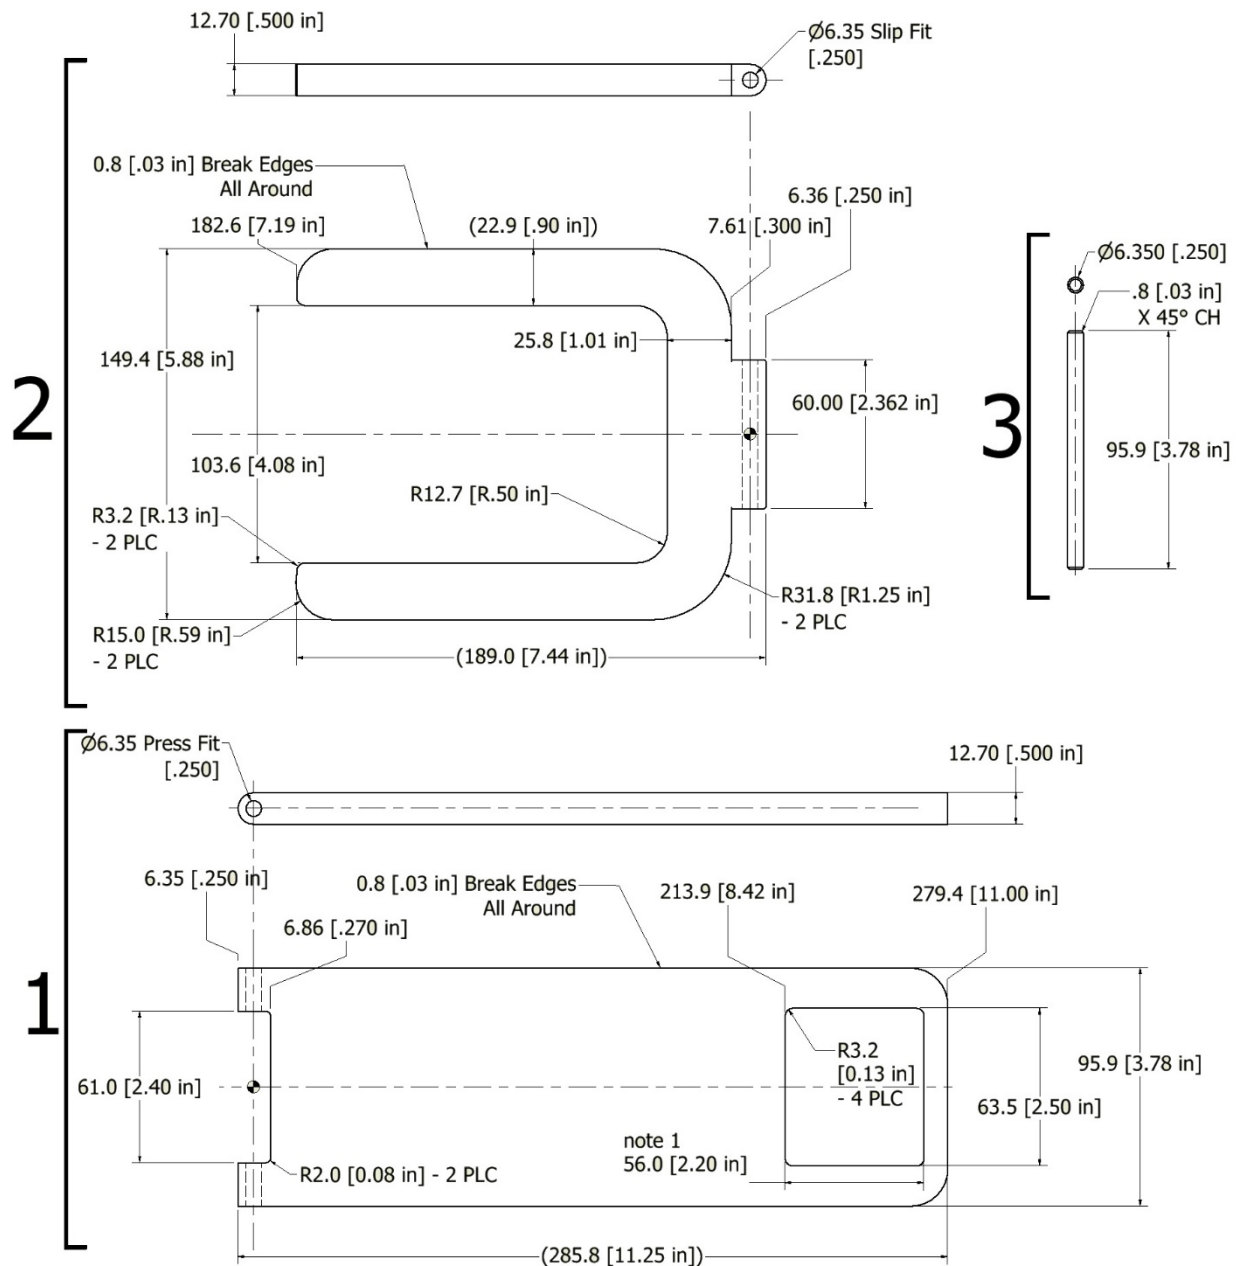 12.70 [.500 in]
Ø6.35 Slip Fit
[.250]
2
0.8 [.03 in] Break Edges
All Around
182.6 [7.19 in]
(22.9 [.90 in])
6.36 [.250 in]
7.61 [.300 in]
149.4 [5.88 in]
25.8 [1.01 in]
60.00 [2.362 in]
103.6 [4.08 in]
R12.7 [R.50 in]
R3.2 [R.13 in]
- 2 PLC
R15.0 [R.59 in]
- 2 PLC
R31.8 [R1.25 in]
- 2 PLC
(189.0 [7.44 in])
3
Ø6.350 [.250]
.8 [.03 in]
X 45° CH
95.9 [3.78 in]
1
Ø6.35 Press Fit
[.250]
12.70 [.500 in]
6.35 [.250 in]
6.86 [.270 in]
0.8 [.03 in] Break Edges
All Around
213.9 [8.42 in]
279.4 [11.00 in]
61.0 [2.40 in]
R3.2
[0.13 in]
- 4 PLC
95.9 [3.78 in]
63.5 [2.50 in]
note 1
56.0 [2.20 in]
R2.0 [0.08 in] - 2 PLC
(285.8 [11.25 in])